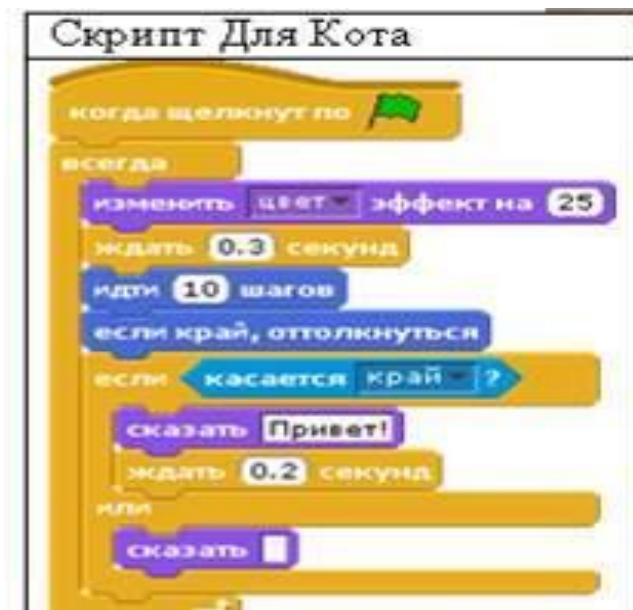 Скрипт Для Кота
когда щелкнут по
всегда
изменить цвет эффект на 25
ждать 0.3 секунд
идти 10 шагов
если край, оттолкнуться
если касается край ?
сказать Привет!
ждать 0.2 секунд
или
сказать